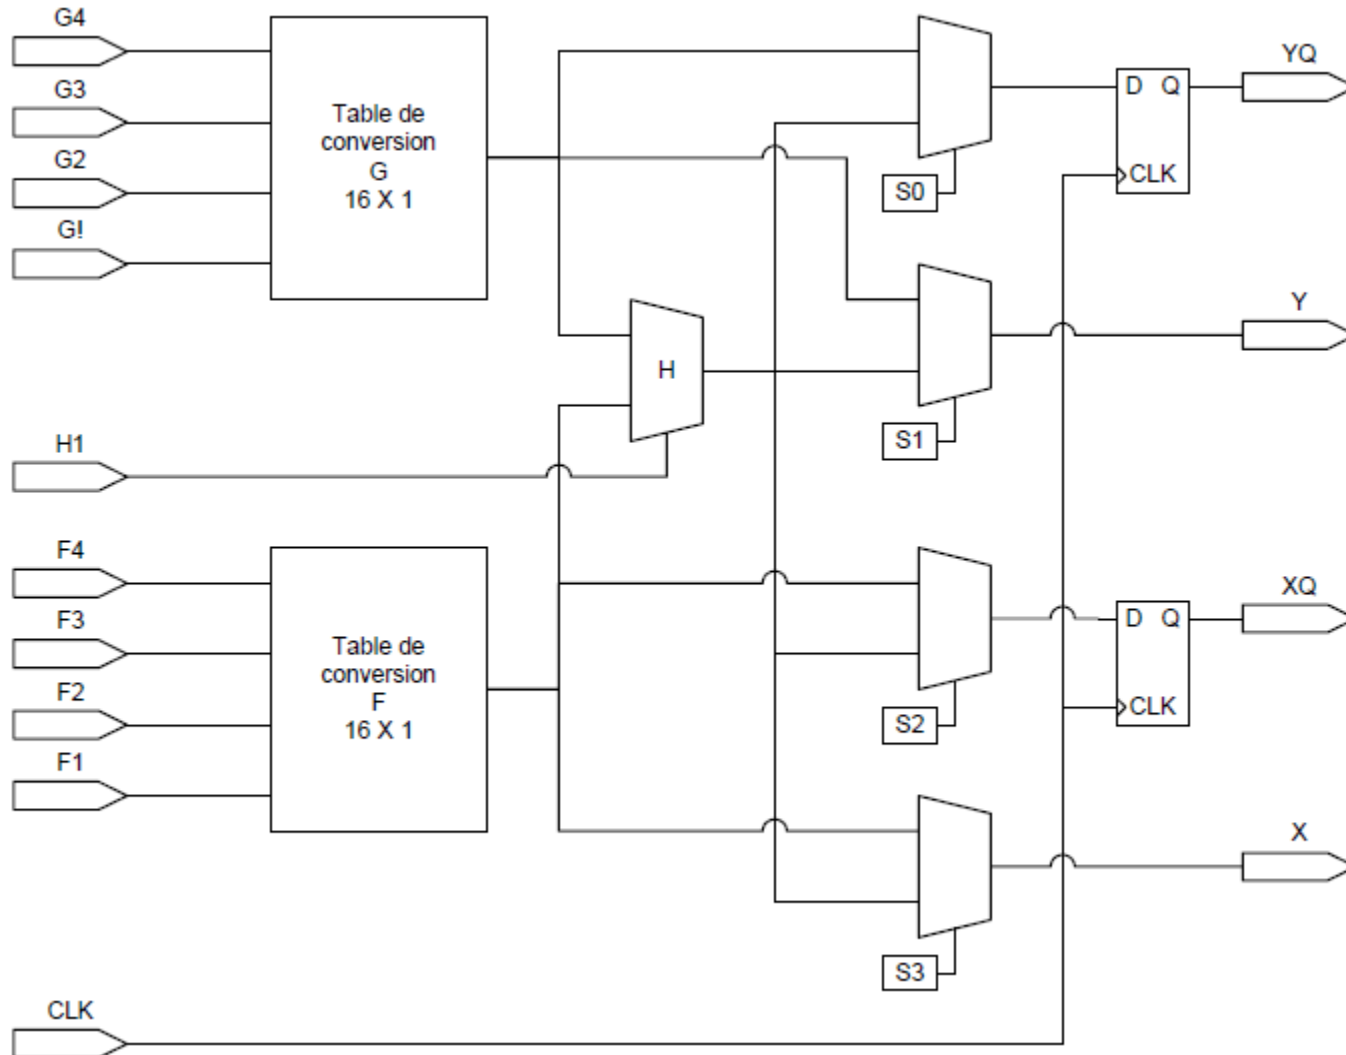 G4
G3
G2
G!
Table de
conversion
G
16 X 1
S0
D Q
CLK
YQ
H
S1
Y
H1
F4
F3
F2
F1
Table de
conversion
F
16 X 1
S2
D Q
CLK
XQ
S3
X
CLK